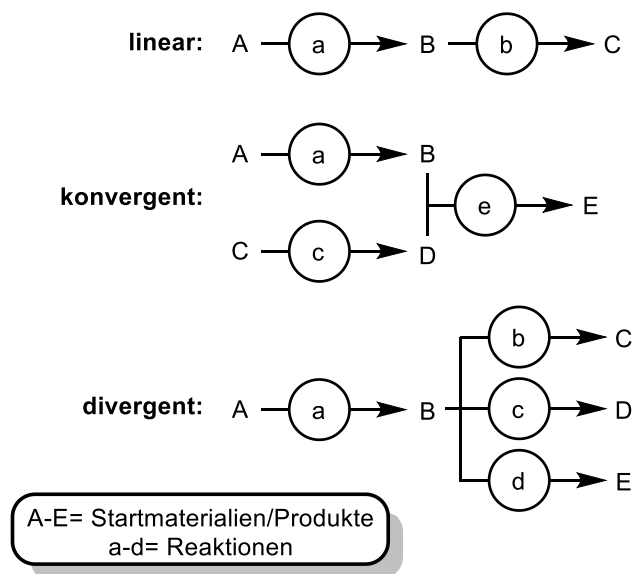 linear: A a B b C
A a B
konvergent: e E
C c D
b C
divergent: A a B c D
d E
A-E= Startmaterialien/Produkte
a-d= Reaktionen